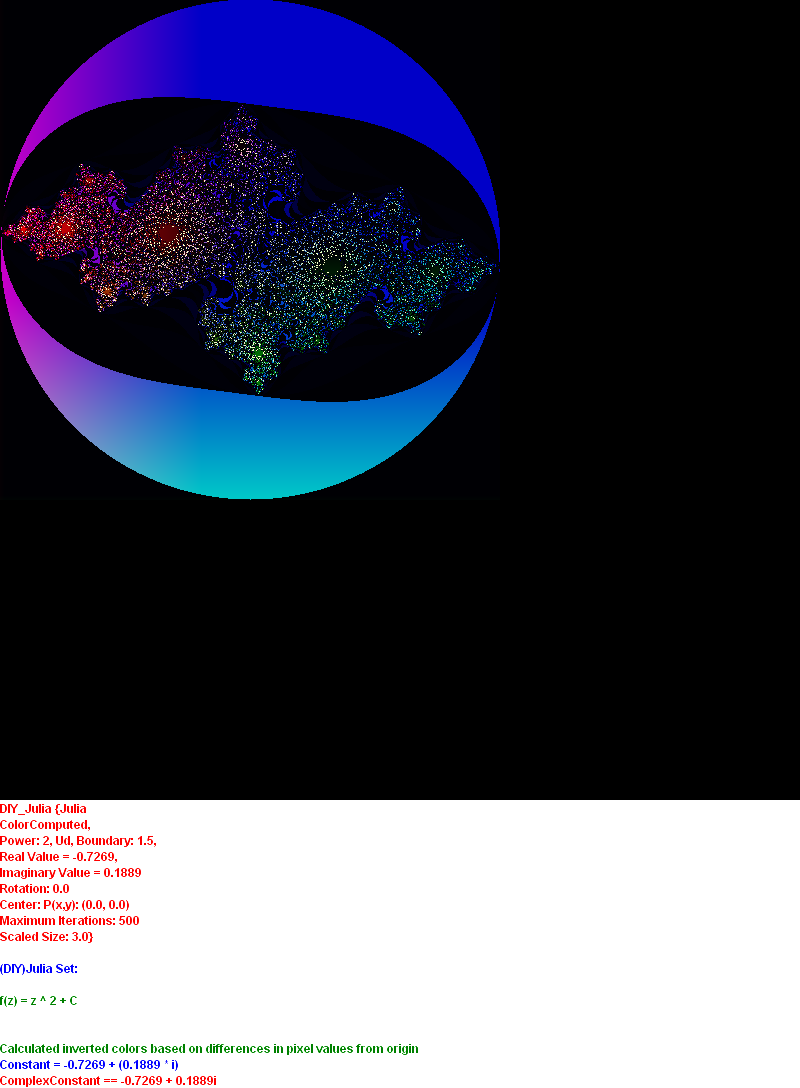 DIY_Julia {Julia
ColorComputed,
Power: 2, Ud, Boundary: 1.5,
Real Value = -0.7269,
Imaginary Value = 0.1889
Rotation: 0.0
Center: P(x,y): (0.0, 0.0)
Maximum Iterations: 500
Scaled Size: 3.0}
(DIY)Julia Set:
f(z) = z ^ 2 + C
Calculated inverted colors based on differences in pixel values from origin
Constant = -0.7269 + (0.1889 * i)
ComplexConstant == -0.7269 + 0.1889i